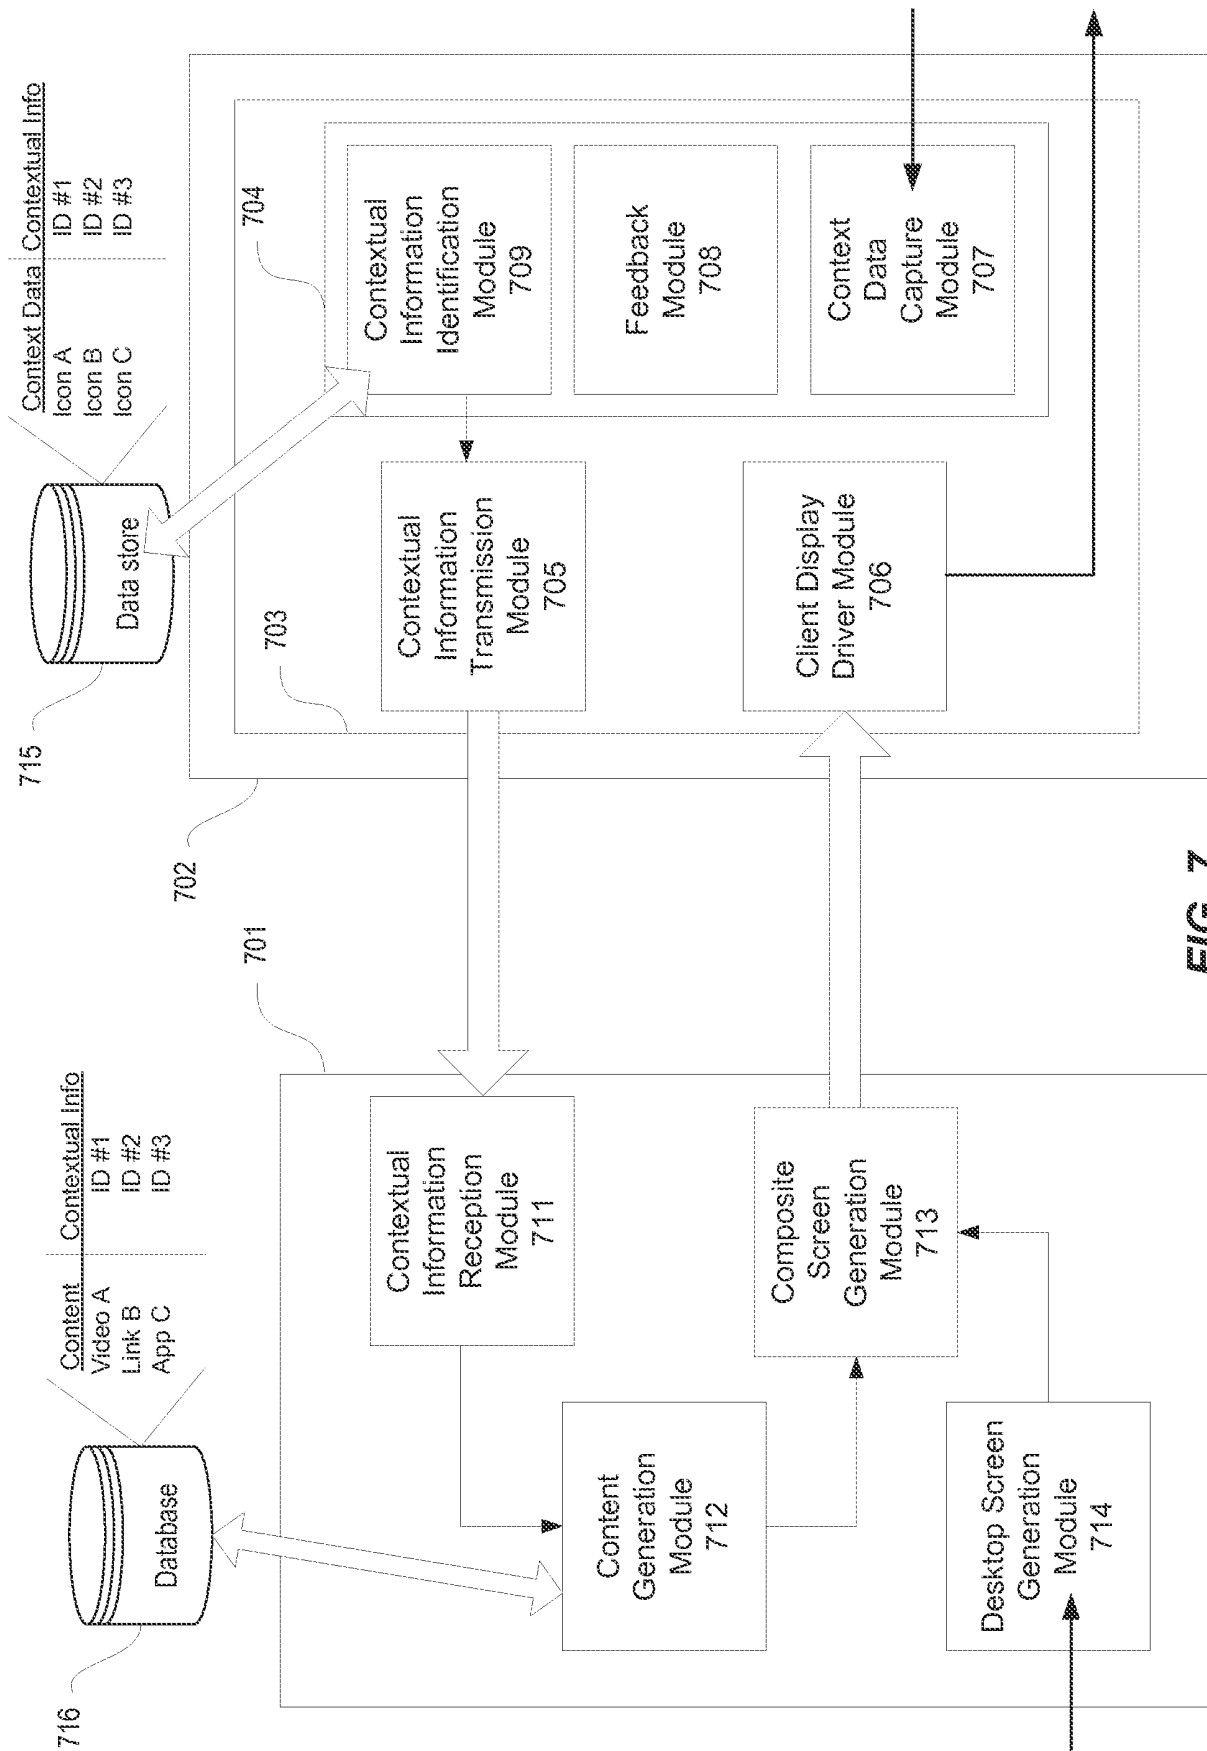 716
Database
Content Contextual Info
Video A ID #1
Link B ID #2
App C ID #3
715
Data store
Context Data Contextual Info
Icon A ID #1
Icon B ID #2
Icon C ID #3
701
702
703
704
Contextual
Information
Reception
Module
711
Content
Generation
Module
712
Composite
Screen
Generation
Module
713
Desktop Screen
Generation
Module
714
Contextual
Information
Transmission
Module
705
Client Display
Driver Module
706
Contextual
Information
Identification
Module
709
Feedback
Module
708
Context
Data
Capture
Module
707
FIG. 7